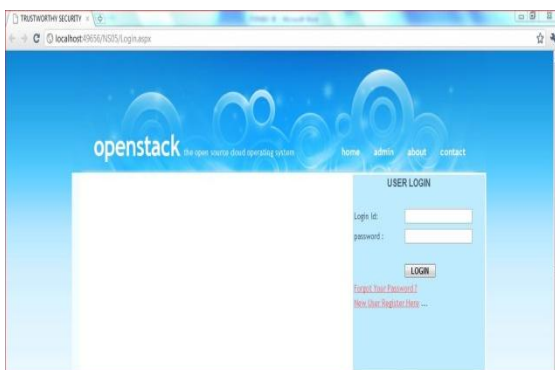 TRUSTWORTHY SECURITY
localhost:49656/NS05/Login.aspx
openstack the open source cloud operating system
home admin about contact
USER LOGIN
Login Id:
password :
LOGIN
Forgot Your Password ?
New User Register Here ....